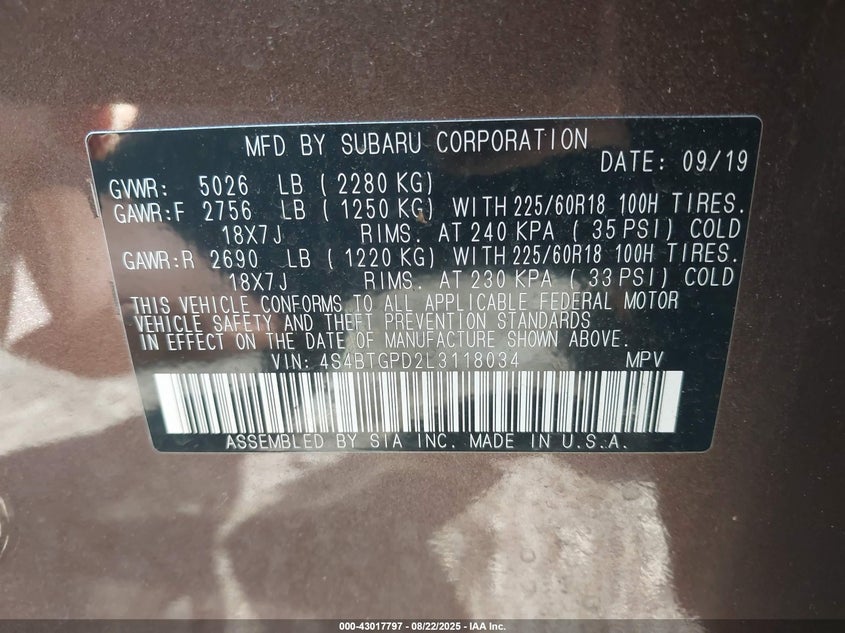 MFD BY SUBARU CORPORATION
DATE: 09/19
GVWR: 5026 LB ( 2280 KG)
GAWR:F 2756 LB ( 1250 KG) WITH 225/60R18 100H TIRES.
18X7J RIMS. AT 240 KPA ( 35 PSI) COLD
GAWR:R 2690 LB ( 1220 KG) WITH 225/60R18 100H TIRES.
18X7J RIMS. AT 230 KPA ( 33 PSI) COLD
THIS VEHICLE CONFORMS TO ALL APPLICABLE FEDERAL MOTOR
VEHICLE SAFETY AND THEFT PREVENTION STANDARDS
IN EFFECT ON THE DATE OF MANUFACTURE SHOWN ABOVE.
VIN: 4S4BTGPD2L3118034 MPV
ASSEMBLED BY SIA INC. MADE IN U.S.A.
000-43017797 - 08/22/2025 - IAA Inc.